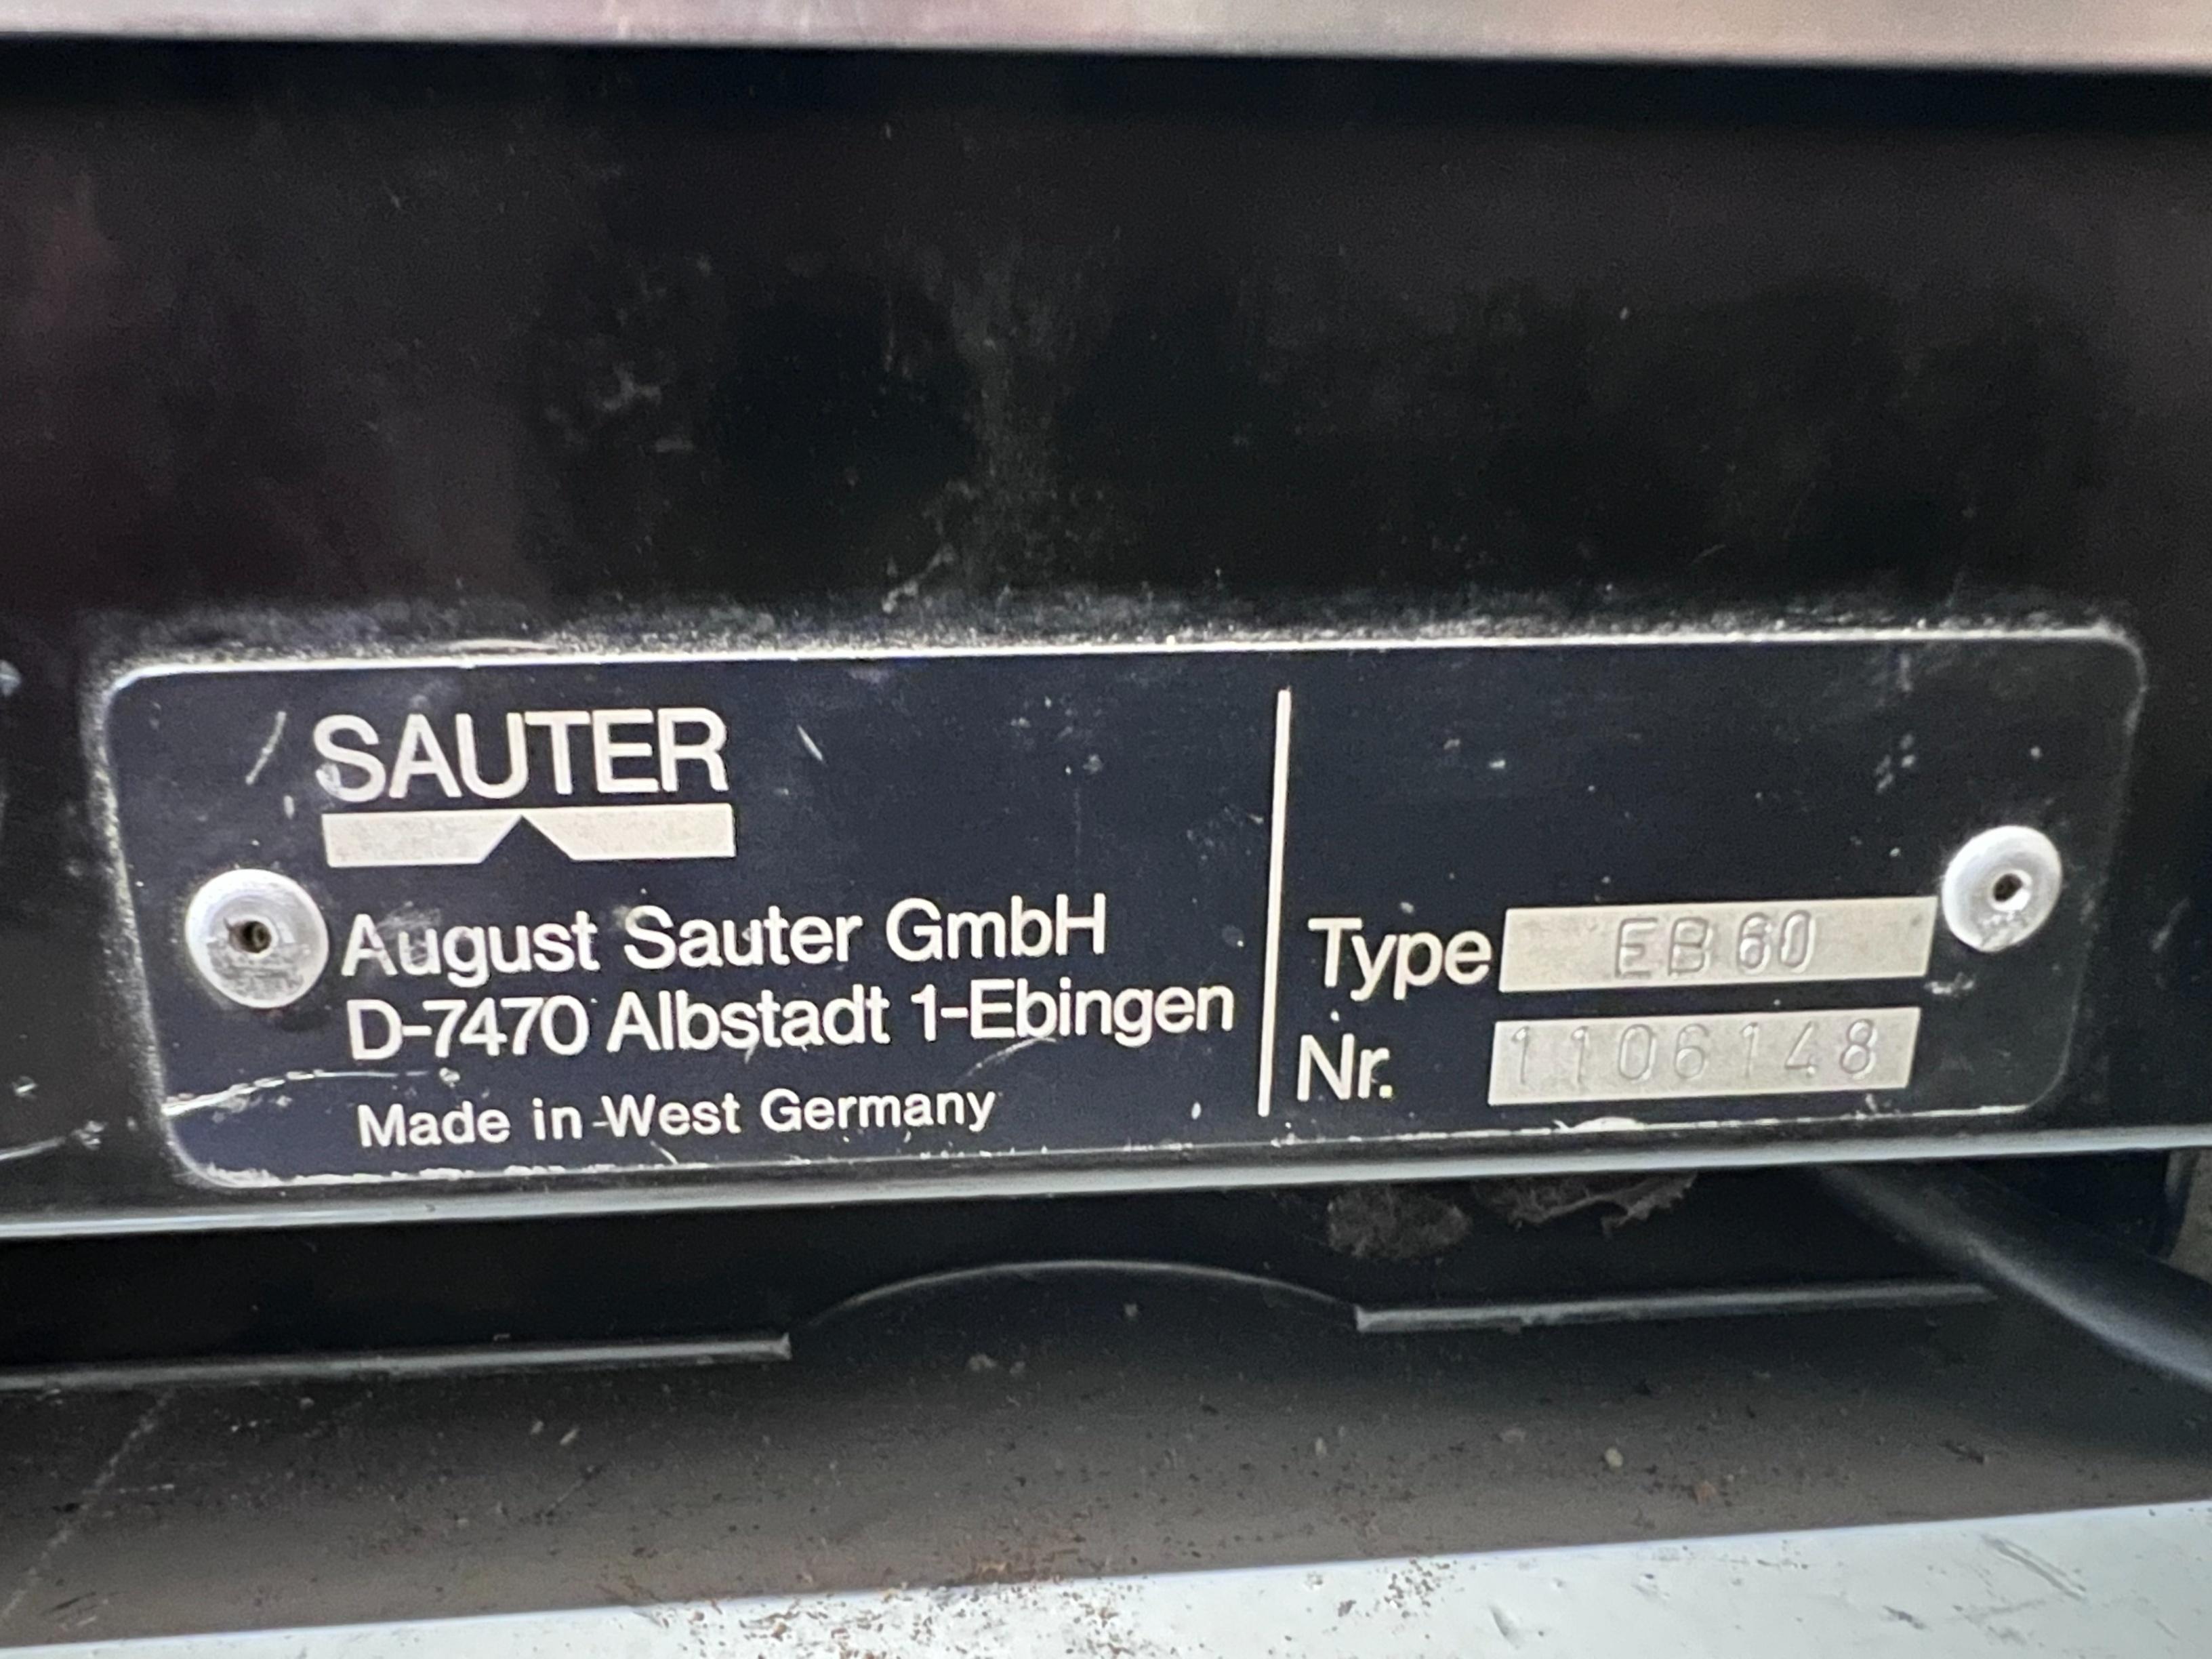 SAUTER
August Sauter GmbH
D-7470 Albstadt 1-Ebingen
Made in West Germany
Type EB 60
Nr. 1106148